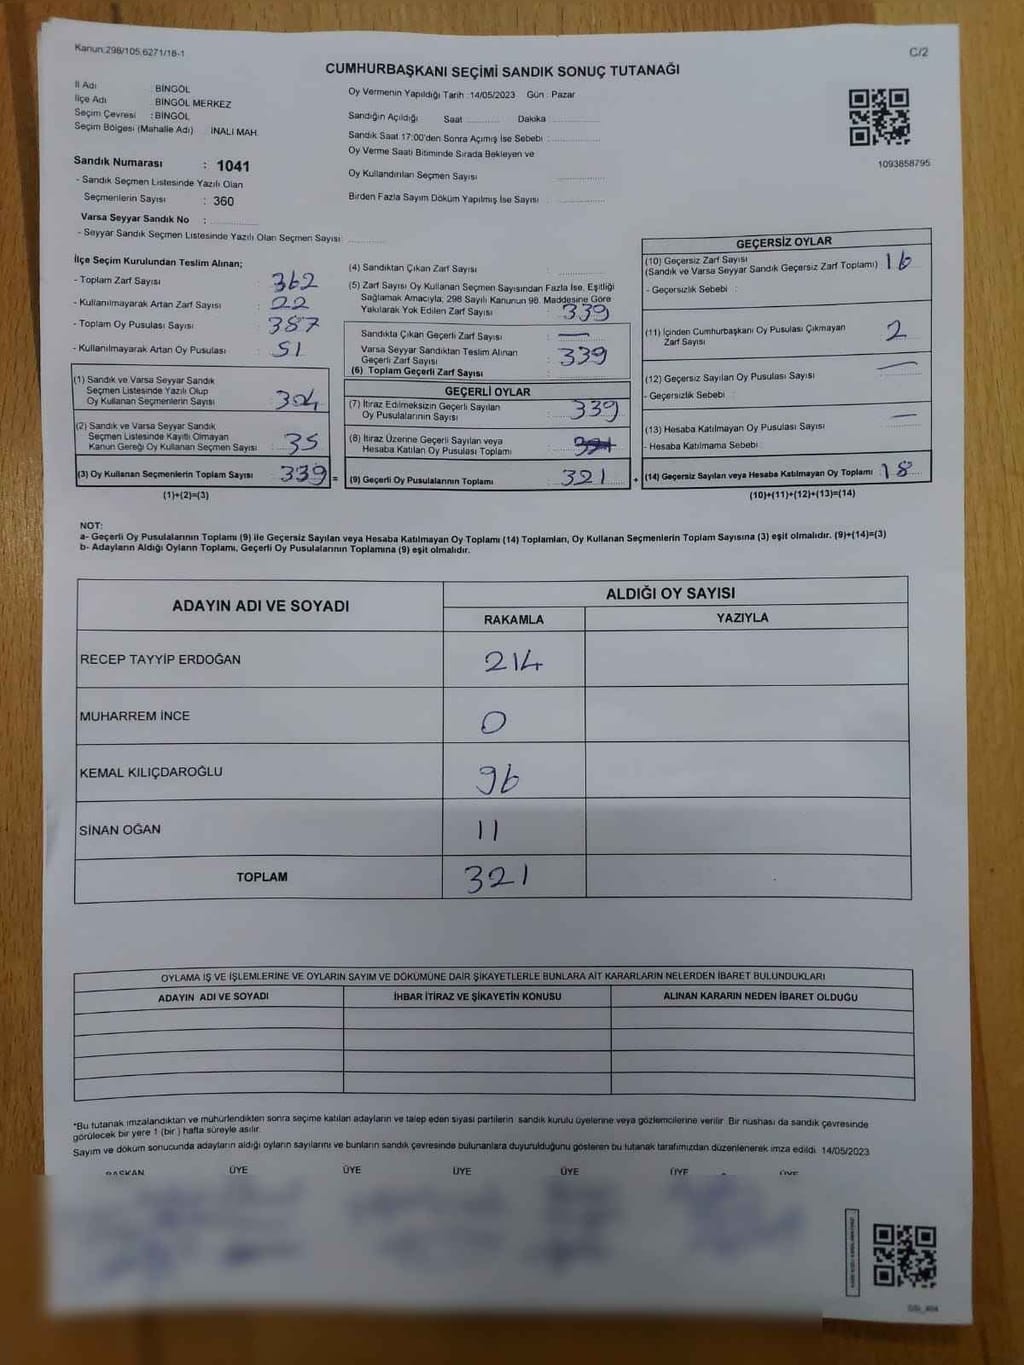 Kanun:298/105,6271/18-1
C/2
CUMHURBAŞKANI SEÇİMİ SANDIK SONUÇ TUTANAĞI
İl Adı : BİNGÖL
İlçe Adı : BİNGÖL MERKEZ
Seçim Çevresi : BİNGÖL
Seçim Bölgesi (Mahalle Adı) İNALI MAH.
Sandık Numarası : 1041
- Sandık Seçmen Listesinde Yazılı Olan
Seçmenlerin Sayısı : 360
Varsa Seyyar Sandık No :
- Seyyar Sandık Seçmen Listesinde Yazılı Olan Seçmen Sayısı
Oy Vermenin Yapıldığı Tarih :14/05/2023 Gün : Pazar
Sandığın Açıldığı Saat Dakika
Sandık Saat 17:00'den Sonra Açımış İse Sebebi :
Oy Verme Saati Bitiminde Sırada Bekleyen ve
Oy Kullandırılan Seçmen Sayısı
Birden Fazla Sayım Döküm Yapılmış İse Sayısı
1093858795
İlçe Seçim Kurulundan Teslim Alınan;
- Toplam Zarf Sayısı : 362
- Kullanılmayarak Artan Zarf Sayısı : 22
- Toplam Oy Pusulası Sayısı : 387
- Kullanılmayarak Artan Oy Pusulası : 51
(1) Sandık ve Varsa Seyyar Sandık
Seçmen Listesinde Yazılı Olup
Oy Kullanan Seçmenlerin Sayısı : 304
(2) Sandık ve Varsa Seyyar Sandık
Seçmen Listesinde Kayıtlı Olmayan
Kanun Gereği Oy Kullanan Seçmen Sayısı : 35
(3) Oy Kullanan Seçmenlerin Toplam Sayısı : 339 =
(1)+(2)=(3)
(4) Sandıktan Çıkan Zarf Sayısı :
(5) Zarf Sayısı Oy Kullanan Seçmen Sayısından Fazla İse, Eşitliği
Sağlamak Amacıyla, 298 Sayılı Kanunun 98. Maddesine Göre
Yakılarak Yok Edilen Zarf Sayısı : 339
Sandıkta Çıkan Geçerli Zarf Sayısı : —
Varsa Seyyar Sandıktan Teslim Alınan
Geçerli Zarf Sayısı : 339
(6) Toplam Geçerli Zarf Sayısı
GEÇERLİ OYLAR
(7) İtiraz Edilmeksizin Geçerli Sayılan
Oy Pusulalarının Sayısı : 339
(8) İtiraz Üzerine Geçerli Sayılan veya
Hesaba Katılan Oy Pusulası Toplamı : 321
(9) Geçerli Oy Pusulalarının Toplamı : 321 +
GEÇERSİZ OYLAR
(10) Geçersiz Zarf Sayısı
(Sandık ve Varsa Seyyar Sandık Geçersiz Zarf Toplamı) : 16
- Geçersizlik Sebebi :
(11) İçinden Cumhurbaşkanı Oy Pusulası Çıkmayan
Zarf Sayısı : 2
(12) Geçersiz Sayılan Oy Pusulası Sayısı : —
- Geçersizlik Sebebi :
(13) Hesaba Katılmayan Oy Pusulası Sayısı : —
- Hesaba Katılmama Sebebi :
(14) Geçersiz Sayılan veya Hesaba Katılmayan Oy Toplamı : 18
(10)+(11)+(12)+(13)=(14)
NOT:
a- Geçerli Oy Pusulalarının Toplamı (9) ile Geçersiz Sayılan veya Hesaba Katılmayan Oy Toplamı (14) Toplamları, Oy Kullanan Seçmenlerin Toplam Sayısına (3) eşit olmalıdır. (9)+(14)=(3)
b- Adayların Aldığı Oyların Toplamı, Geçerli Oy Pusulalarının Toplamına (9) eşit olmalıdır.
ADAYIN ADI VE SOYADI
ALDIĞI OY SAYISI
RAKAMLA YAZIYLA
RECEP TAYYİP ERDOĞAN 214
MUHARREM İNCE 0
KEMAL KILIÇDAROĞLU 96
SİNAN OĞAN 11
TOPLAM 321
OYLAMA İŞ VE İŞLEMLERİNE VE OYLARIN SAYIM VE DÖKÜMÜNE DAİR ŞİKAYETLERLE BUNLARA AİT KARARLARIN NELERDEN İBARET BULUNDUKLARI
ADAYIN ADI VE SOYADI İHBAR İTİRAZ VE ŞİKAYETİN KONUSU ALINAN KARARIN NEDEN İBARET OLDUĞU
*Bu tutanak imzalandıktan ve mühürlendikten sonra seçime katılan adayların ve talep eden siyasi partilerin sandık kurulu üyelerine veya gözlemcilerine verilir. Bir nüshası da sandık çevresinde
görülecek bir yere 1 (bir ) hafta süreyle asılır.
Sayım ve döküm sonucunda adayların aldığı oyların sayılarını ve bunların sandık çevresinde bulunanlara duyurulduğunu gösteren bu tutanak tarafımızdan düzenlenerek imza edildi. 14/05/2023
BAŞKAN ÜYE ÜYE ÜYE ÜYE ÜYE ÜYE